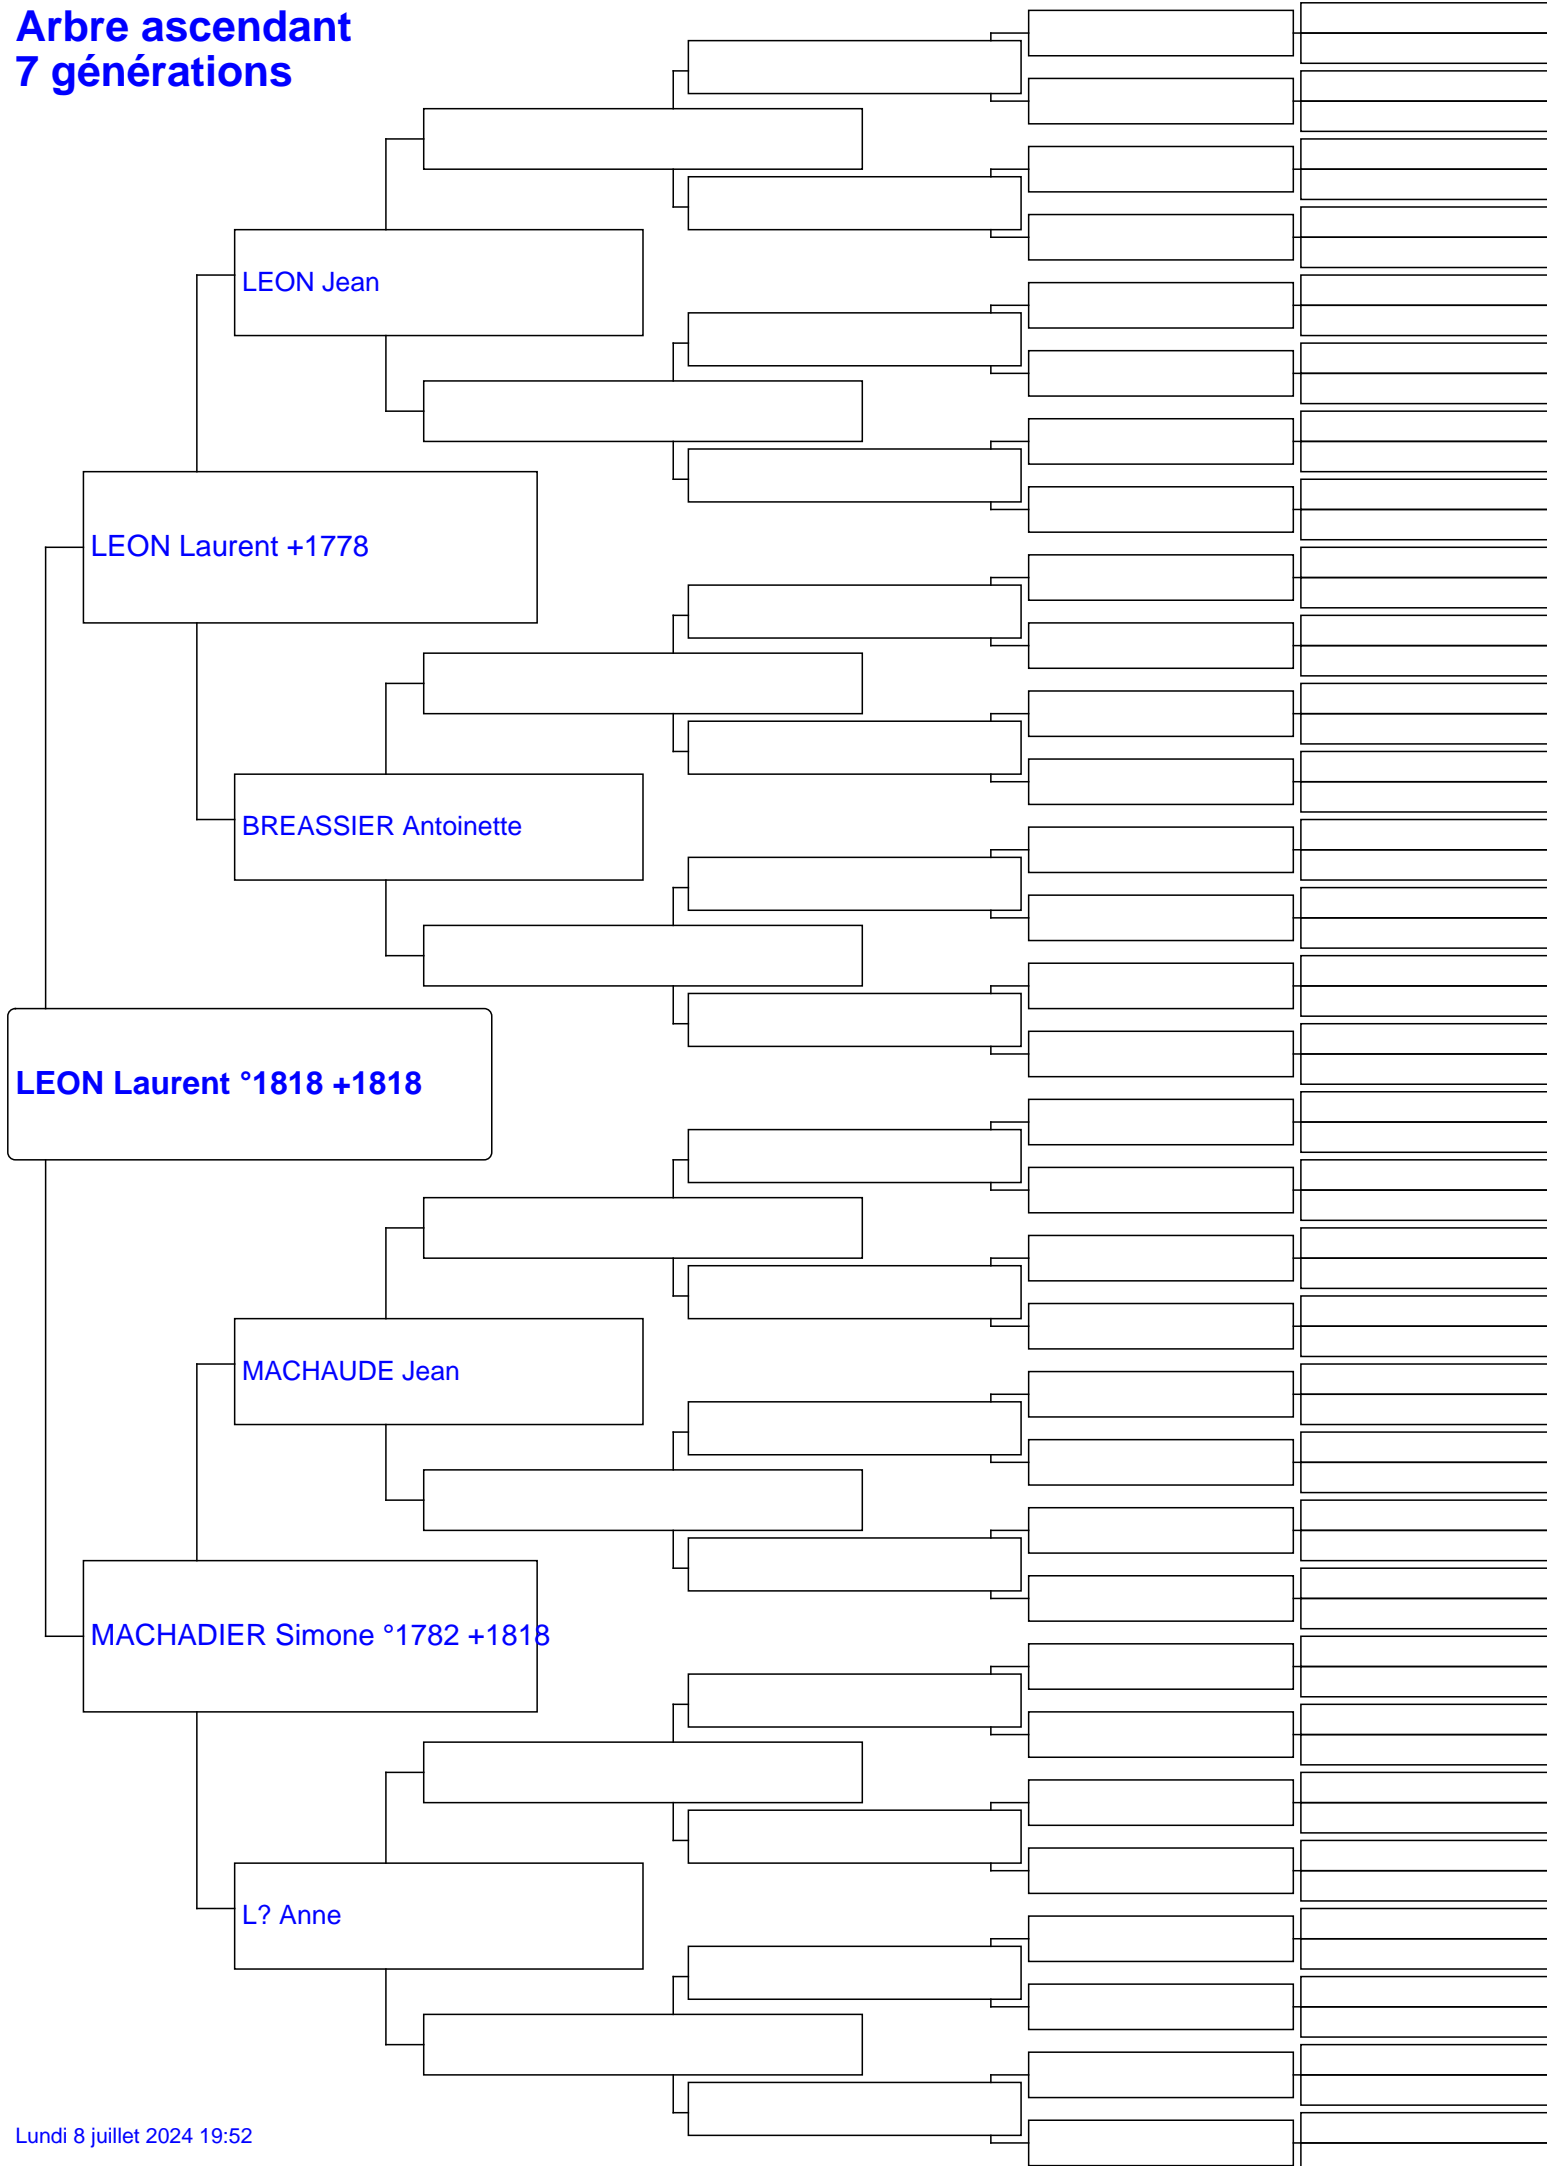 Arbre ascendant
7 générations
LEON Jean
LEON Laurent +1778
BREASSIER Antoinette
LEON Laurent °1818 +1818
MACHAUDE Jean
MACHADIER Simone °1782 +1818
L? Anne
Lundi 8 juillet 2024 19:52